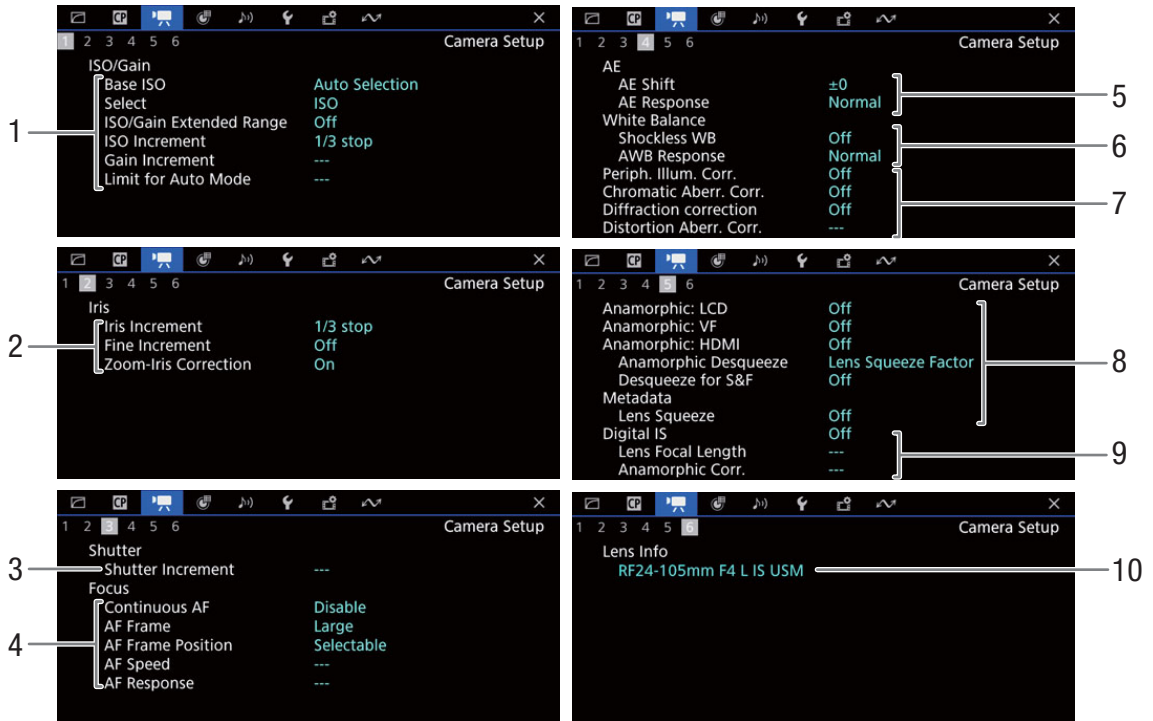 CP
1 2 3 4 5 6 Camera Setup
ISO/Gain
Base ISO Auto Selection
Select ISO
ISO/Gain Extended Range Off
ISO Increment 1/3 stop
Gain Increment ---
Limit for Auto Mode ---
1
CP
1 2 3 4 5 6 Camera Setup
Iris
Iris Increment 1/3 stop
Fine Increment Off
Zoom-Iris Correction On
2
CP
1 2 3 4 5 6 Camera Setup
Shutter
Shutter Increment ---
3
Focus
Continuous AF Disable
AF Frame Large
AF Frame Position Selectable
AF Speed ---
AF Response ---
4
CP
1 2 3 4 5 6 Camera Setup
AE
AE Shift ±0
AE Response Normal
5
White Balance
Shockless WB Off
AWB Response Normal
6
Periph. Illum. Corr. Off
Chromatic Aberr. Corr. Off
Diffraction correction Off
Distortion Aberr. Corr. ---
7
CP
1 2 3 4 5 6 Camera Setup
Anamorphic: LCD Off
Anamorphic: VF Off
Anamorphic: HDMI Off
Anamorphic Desqueeze Lens Squeeze Factor
Desqueeze for S&F Off
Metadata
Lens Squeeze Off
8
Digital IS Off
Lens Focal Length ---
Anamorphic Corr. ---
9
CP
1 2 3 4 5 6 Camera Setup
Lens Info
RF24-105mm F4 L IS USM
10